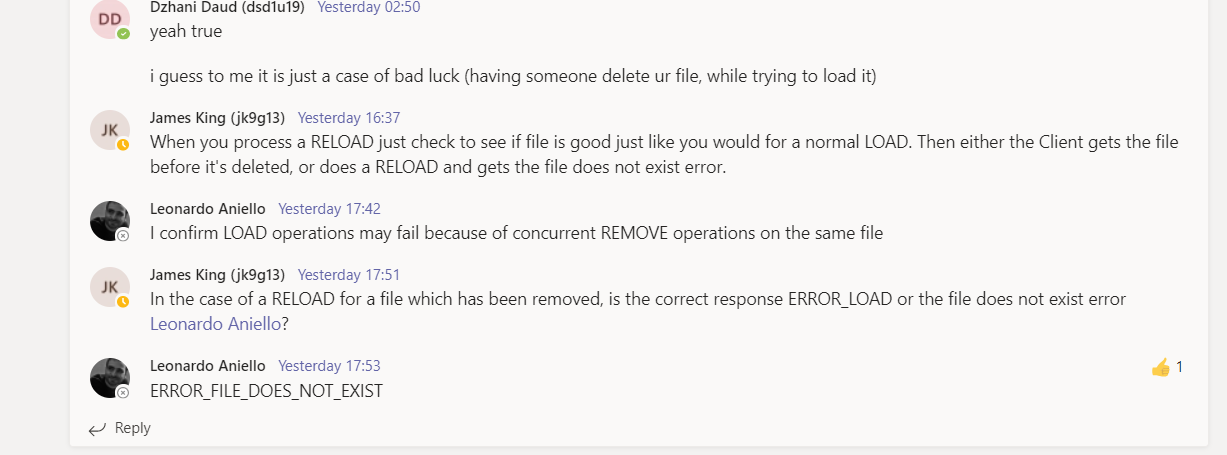 DD
Dzhani Daud (dsd1u19) Yesterday 02:50
yeah true
i guess to me it is just a case of bad luck (having someone delete ur file, while trying to load it)
JK
James King (jk9g13) Yesterday 16:37
When you process a RELOAD just check to see if file is good just like you would for a normal LOAD. Then either the Client gets the file
before it's deleted, or does a RELOAD and gets the file does not exist error.
Leonardo Aniello Yesterday 17:42
I confirm LOAD operations may fail because of concurrent REMOVE operations on the same file
JK
James King (jk9g13) Yesterday 17:51
In the case of a RELOAD for a file which has been removed, is the correct response ERROR_LOAD or the file does not exist error
Leonardo Aniello?
Leonardo Aniello Yesterday 17:53
👍 1
ERROR_FILE_DOES_NOT_EXIST
Reply